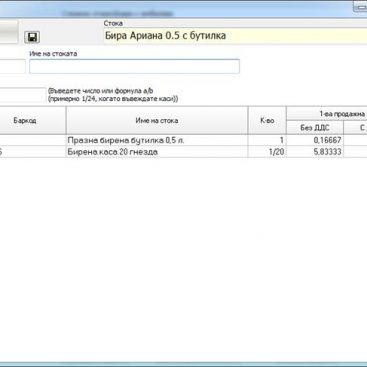 Стока
Бира Ариана 0.5 с бутилка
Име на стоката
(Въведете число или формула a/b
(примерно 1/24, когато въвеждате каси))
Баркод Име на стока К-во 1-ва продажна
Без ДДС С
Празна бирена бутилка 0,5 л. 1 0,16667
6 Бирена каса 20 гнезда 1/20 5,83333